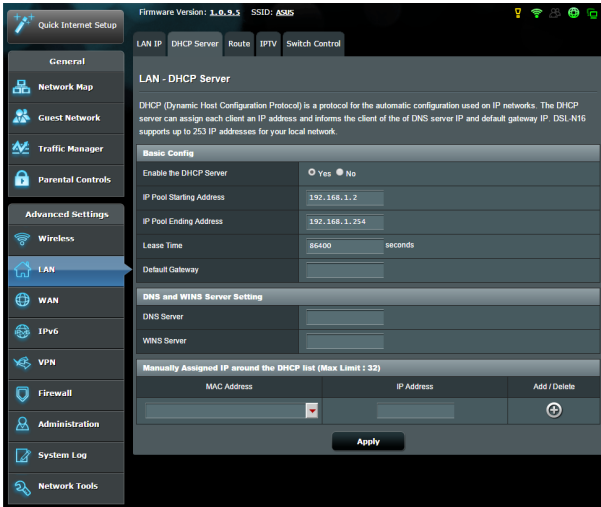 Quick Internet Setup
Firmware Version: 1.0.9.5 SSID: ASUS
General
Network Map
Guest Network
Traffic Manager
Parental Controls
Advanced Settings
Wireless
LAN
WAN
IPv6
VPN
Firewall
Administration
System Log
Network Tools
LAN IP DHCP Server Route IPTV Switch Control
LAN - DHCP Server
DHCP (Dynamic Host Configuration Protocol) is a protocol for the automatic configuration used on IP networks. The DHCP
server can assign each client an IP address and informs the client of the of DNS server IP and default gateway IP. DSL-N16
supports up to 253 IP addresses for your local network.
Basic Config
Enable the DHCP Server Yes No
IP Pool Starting Address 192.168.1.2
IP Pool Ending Address 192.168.1.254
Lease Time 86400 seconds
Default Gateway
DNS and WINS Server Setting
DNS Server
WINS Server
Manually Assigned IP around the DHCP list (Max Limit : 32)
MAC Address IP Address Add / Delete
Apply